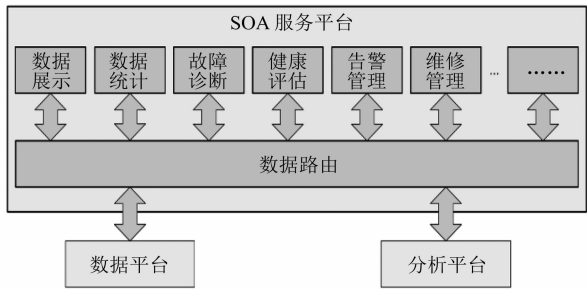 SOA 服务平台
数据 数据 故障 健康 告警 维修
展示 统计 诊断 评估 管理 管理 … ……
数据路由
数据平台 分析平台